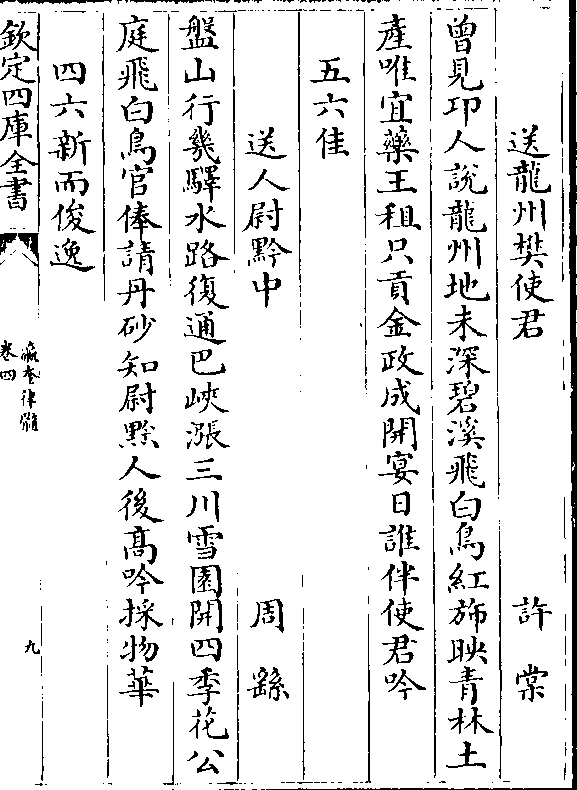 送龍州樊使君 許棠
曾見邛人說龍州地未深碧溪飛白鳥紅斾映青林土
產唯宜藥王租只貢金政成開宴日誰伴使君吟
五六佳
送人尉黔中 周繇
盤山行幾驛水路復通巴峽漲三川雪園開四季花公
庭飛白鳥官俸請丹砂知尉黔人後高吟採物華
四六新而俊逸
欽定四庫全書
瀛奎律髓
卷四
九